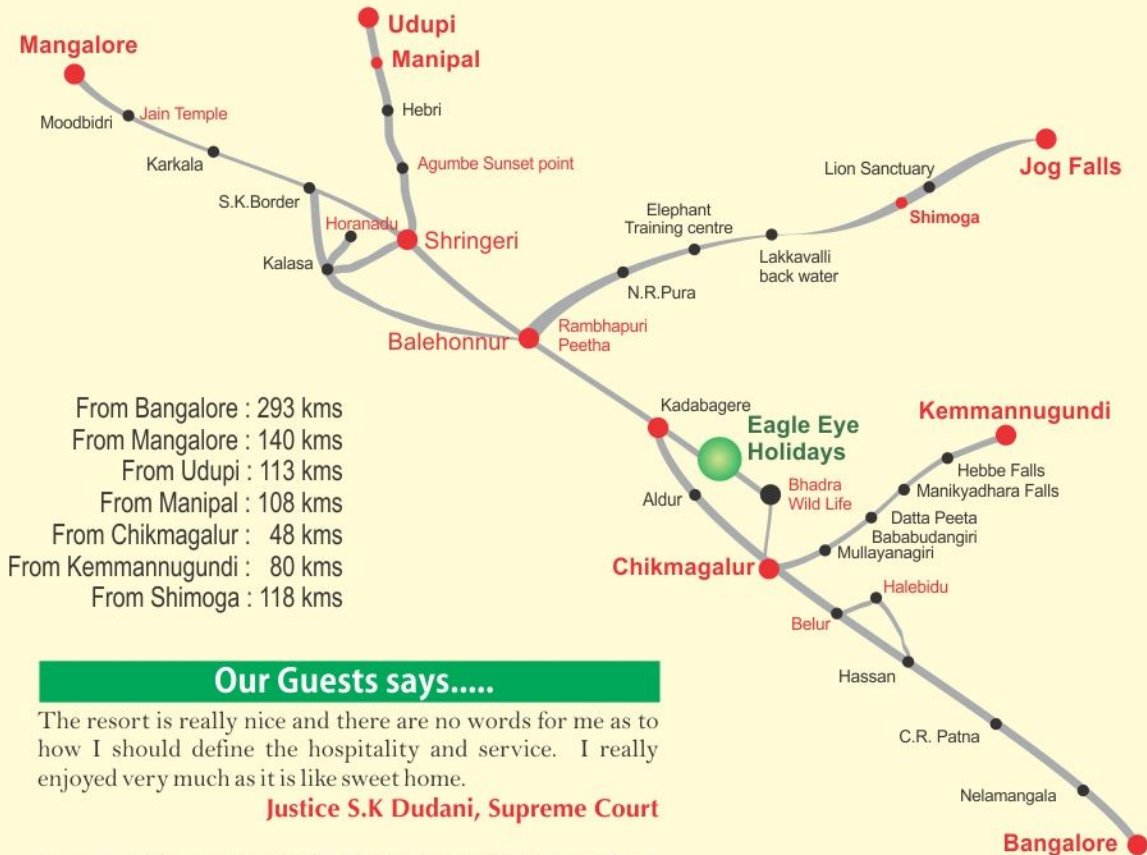 Udupi
Manipal
Mangalore
Hebri
Moodbidri
Jain Temple
Karkala
Agumbe Sunset point
S.K.Border
Horanadu
Shringeri
Kalasa
Jog Falls
Lion Sanctuary
Shimoga
Elephant
Training centre
Lakkavalli
back water
N.R.Pura
Balehonnur
Rambhapuri
Peetha
Kadabagere
Eagle Eye
Holidays
Kemmannugundi
Hebbe Falls
Manikyadhara Falls
Datta Peeta
Bababudangiri
Mullayanagiri
Bhadra
Wild Life
Aldur
Chikmagalur
Halebidu
Belur
Hassan
C.R. Patna
Nelamangala
Bangalore
From Bangalore : 293 kms
From Mangalore : 140 kms
From Udupi : 113 kms
From Manipal : 108 kms
From Chikmagalur : 48 kms
From Kemmannugundi : 80 kms
From Shimoga : 118 kms
Our Guests says.....
The resort is really nice and there are no words for me as to
how I should define the hospitality and service. I really
enjoyed very much as it is like sweet home.
Justice S.K Dudani, Supreme Court